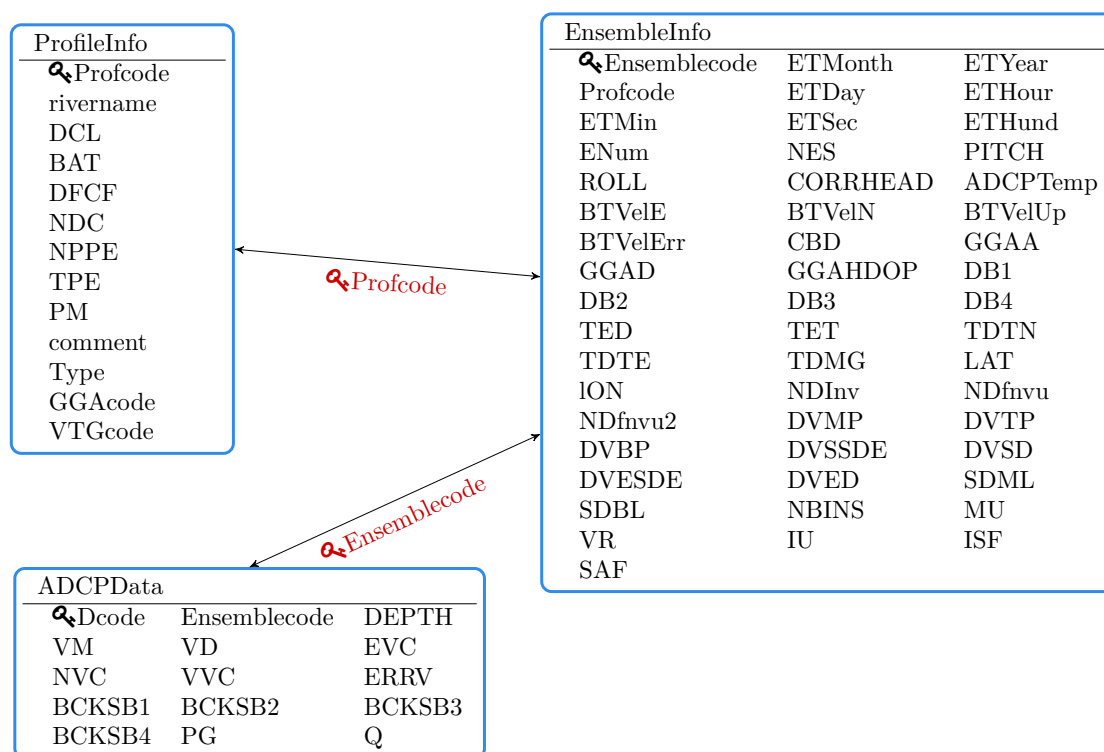 ProfileInfo
Profcode
rivername
DCL
BAT
DFCF
NDC
NPPE
TPE
PM
comment
Type
GGAcode
VTGcode
EnsembleInfo
Ensemblecode ETMonth ETYear
Profcode ETDay ETHour
ETMin ETSec ETHund
ENum NES PITCH
ROLL CORRHEAD ADCPTemp
BTVelE BTVelN BTVelUp
BTVelErr CBD GGAA
GGAD GGAHDOP DB1
DB2 DB3 DB4
TED TET TDTN
TDTE TDMG LAT
lON NDInv NDfnvu
NDfnvu2 DVMP DVTP
DVBP DVSSDE DVSD
DVESDE DVED SDML
SDBL NBINS MU
VR IU ISF
SAF
Profcode
Ensemblecode
ADCPData
Dcode Ensemblecode DEPTH
VM VD EVC
NVC VVC ERRV
BCKSB1 BCKSB2 BCKSB3
BCKSB4 PG Q